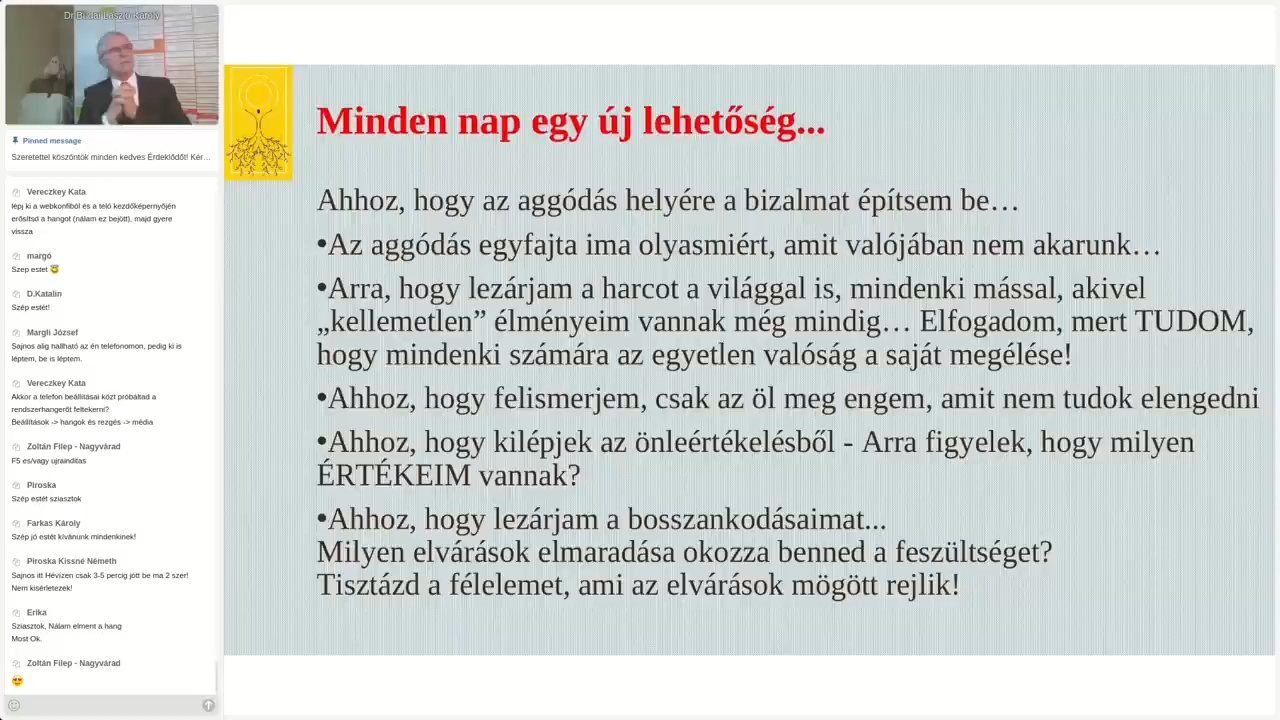 Dr Budai László Károly
Pinned message
Szeretettel köszöntök minden kedves Érdeklődőt! Kér…
Vereczkey Kata
lépj ki a webkonfiból és a teló kezdőképernyőjén
erősítsd a hangot (nálam ez bejött), majd gyere
vissza
margó
Szep estet 😇
D.Katalin
Szép estét!
Margli József
Sajnos alig nallható az én telefonomon, pedig ki is
léptem, be is léptem.
Vereczkey Kata
Akkor a telefon beállításai közt próbáltad a
rendszerhangerőt feltekerni?
Beállítások -> hangok és rezgés -> média
Zoltán Filep - Nagyvárad
F5 es/vagy ujrainditas
Piroska
Szép estét sziasztok
Farkas Károly
Szép jó estét kívánunk mindenkinek!
Piroska Kissné Németh
Sajnos itt Hévízen csak 3-5 percig jött be ma 2 szer!
Nem kisérletezek!
Erika
Sziasztok, Nálam elment a hang
Most Ok.
Zoltán Filep - Nagyvárad
😍
Minden nap egy új lehetőség...
Ahhoz, hogy az aggódás helyére a bizalmat építsem be…
•Az aggódás egyfajta ima olyasmiért, amit valójában nem akarunk…
•Arra, hogy lezárjam a harcot a világgal is, mindenki mással, akivel
„kellemetlen” élményeim vannak még mindig… Elfogadom, mert TUDOM,
hogy mindenki számára az egyetlen valóság a saját megélése!
•Ahhoz, hogy felismerjem, csak az öl meg engem, amit nem tudok elengedni
•Ahhoz, hogy kilépjek az önleértékelésből - Arra figyelek, hogy milyen
ÉRTÉKEIM vannak?
•Ahhoz, hogy lezárjam a bosszankodásaimat...
Milyen elvárások elmaradása okozza benned a feszültséget?
Tisztázd a félelemet, ami az elvárások mögött rejlik!